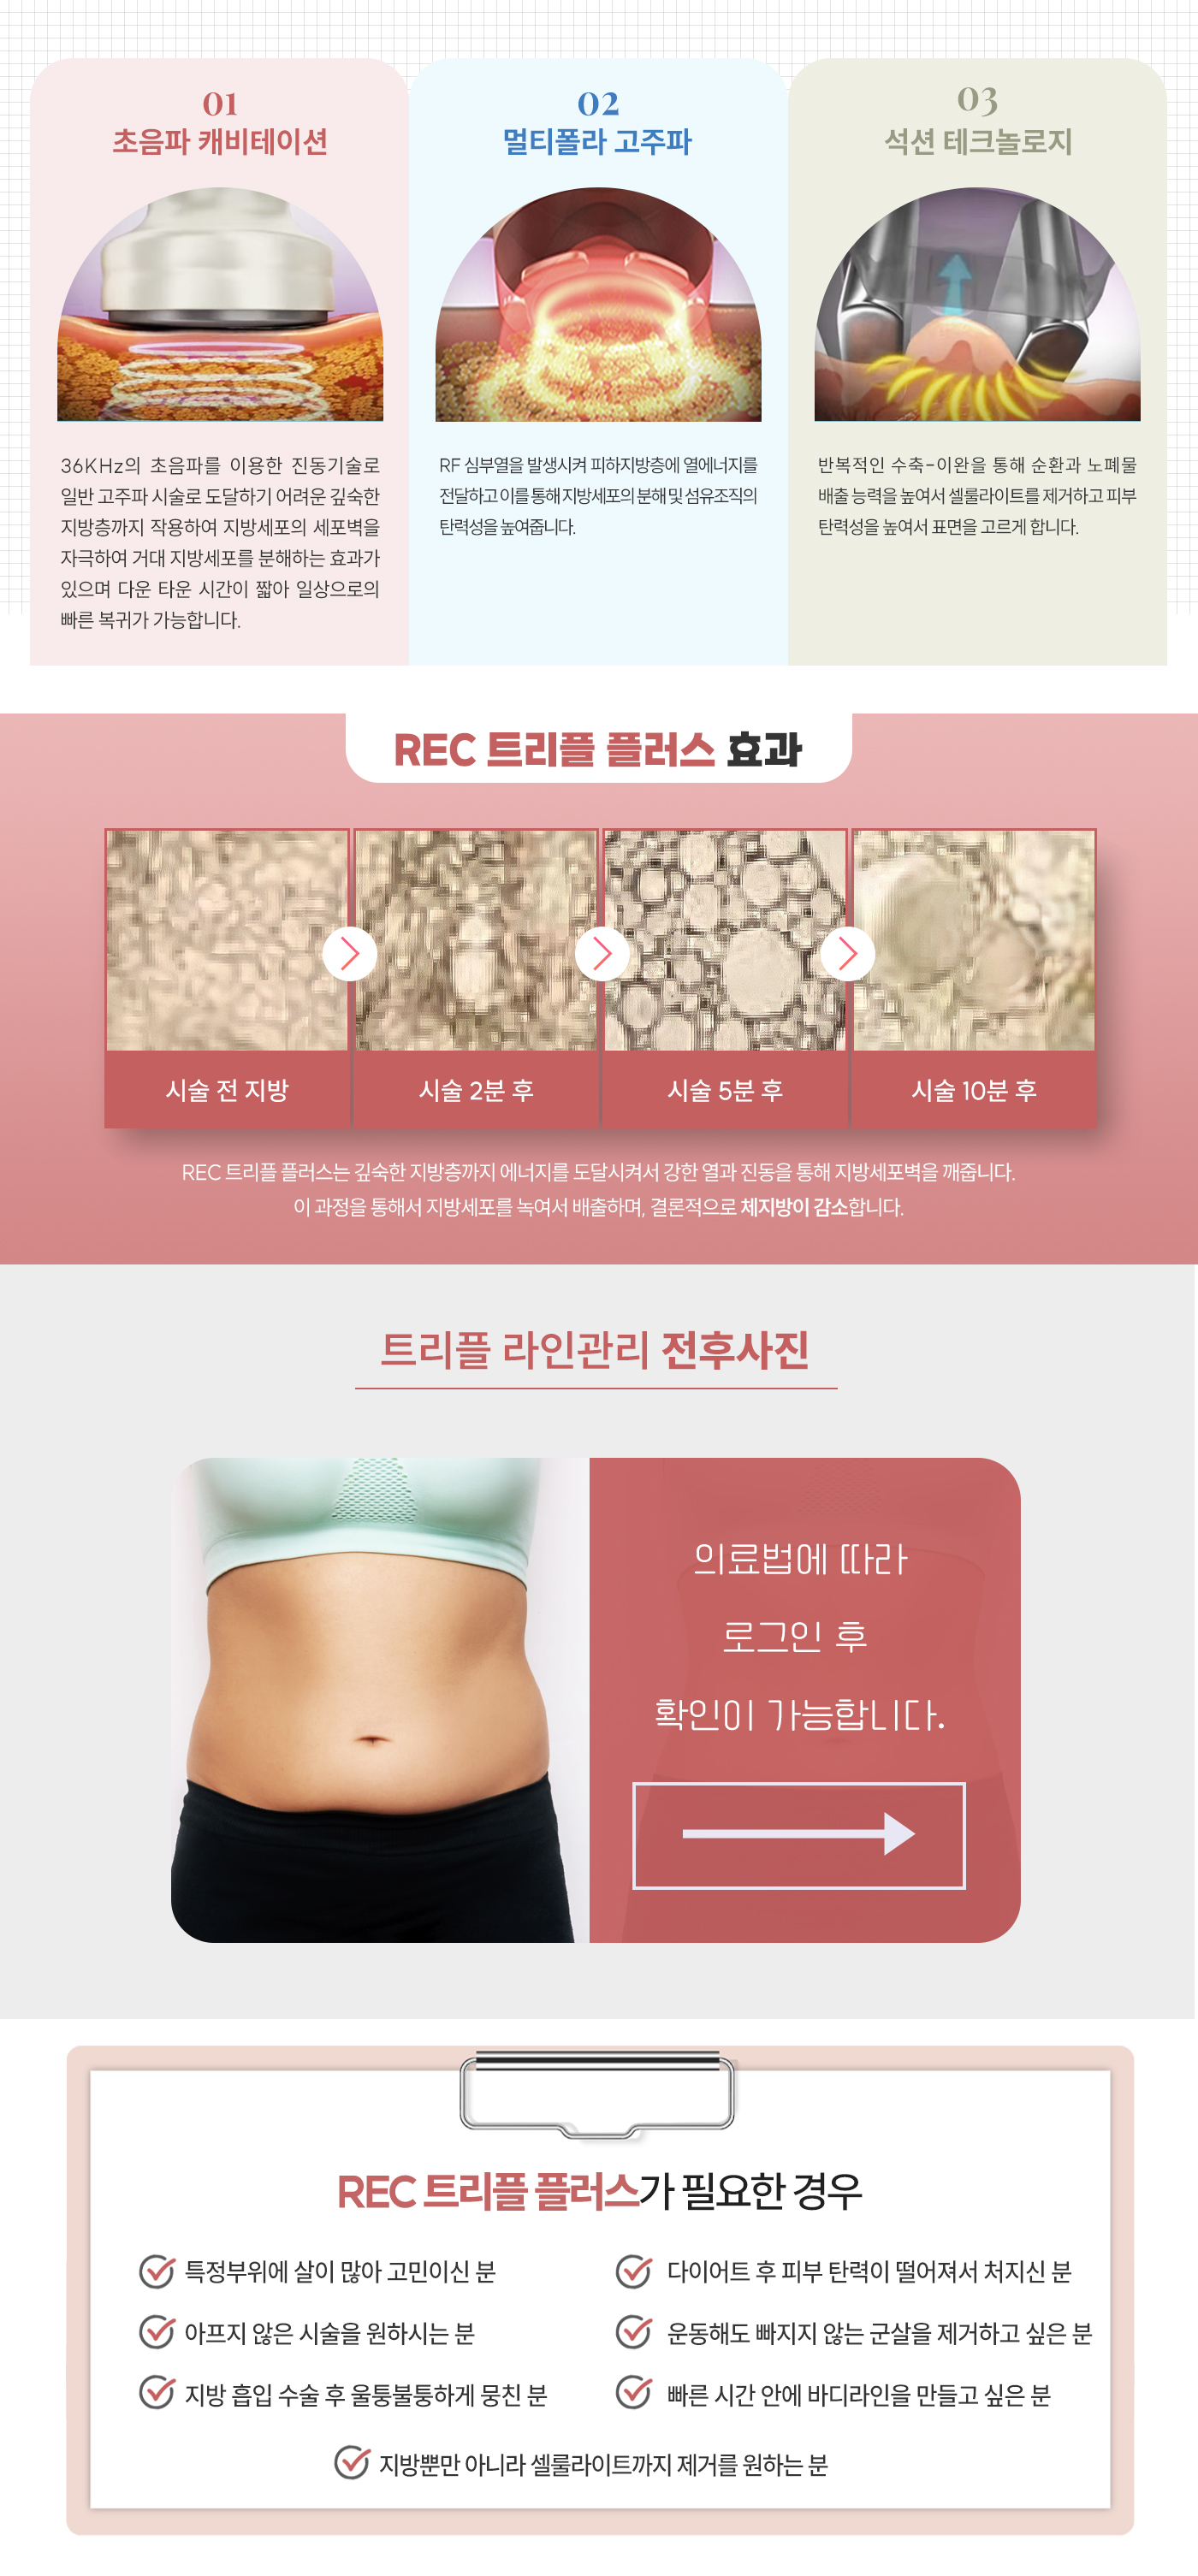 01
초음파 캐비테이션
36KHz의 초음파를 이용한 진동기술로
일반 고주파 시술로 도달하기 어려운 깊숙한
지방층까지 작용하여 지방세포의 세포벽을
자극하여 거대 지방세포를 분해하는 효과가
있으며 다운 타운 시간이 짧아 일상으로의
빠른 복귀가 가능합니다.
02
멀티폴라 고주파
RF 심부열을 발생시켜 피하지방층에 열에너지를
전달하고 이를 통해 지방세포의 분해 및 섬유조직의
탄력성을 높여줍니다.
03
석션 테크놀로지
반복적인 수축-이완을 통해 순환과 노폐물
배출 능력을 높여서 셀룰라이트를 제거하고 피부
탄력성을 높여서 표면을 고르게 합니다.
REC 트리플 플러스 효과
시술 전 지방
시술 2분 후
시술 5분 후
시술 10분 후
REC 트리플 플러스는 깊숙한 지방층까지 에너지를 도달시켜서 강한 열과 진동을 통해 지방세포벽을 깨줍니다.
이 과정을 통해서 지방세포를 녹여서 배출하며, 결론적으로 체지방이 감소합니다.
트리플 라인관리 전후사진
의료법에 따라
로그인 후
확인이 가능합니다.
REC 트리플 플러스가 필요한 경우
특정부위에 살이 많아 고민이신 분
다이어트 후 피부 탄력이 떨어져서 처지신 분
아프지 않은 시술을 원하시는 분
운동해도 빠지지 않는 군살을 제거하고 싶은 분
지방 흡입 수술 후 울퉁불퉁하게 뭉친 분
빠른 시간 안에 바디라인을 만들고 싶은 분
지방뿐만 아니라 셀룰라이트까지 제거를 원하는 분